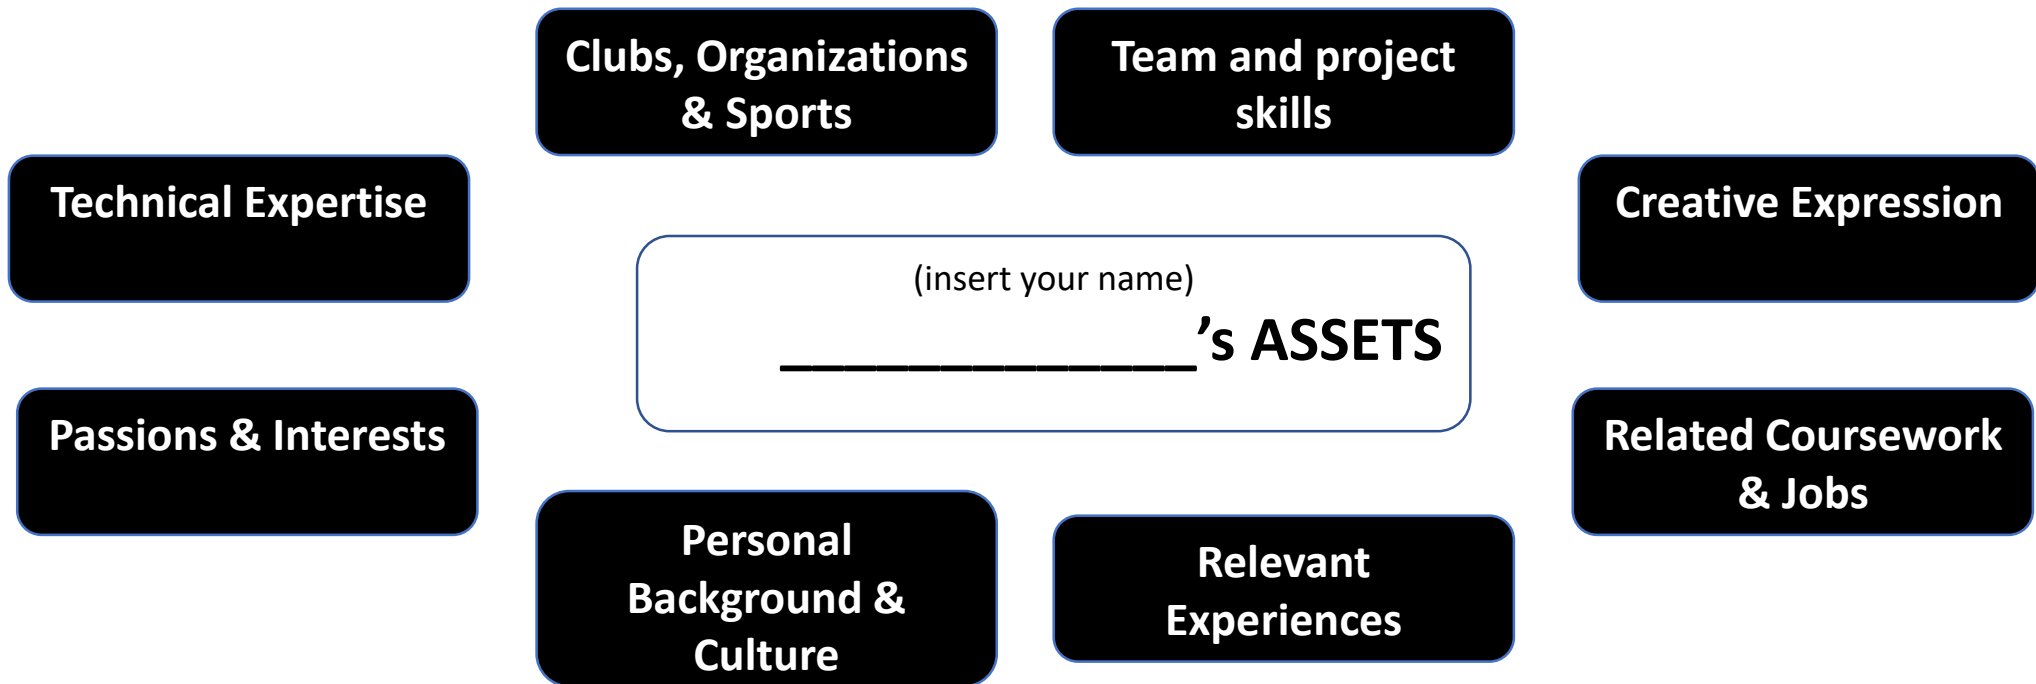 Clubs, Organizations
& Sports
Team and project
skills
Technical Expertise
Creative Expression
(insert your name)
_____________'s ASSETS
Passions & Interests
Related Coursework
& Jobs
Personal
Background &
Culture
Relevant
Experiences